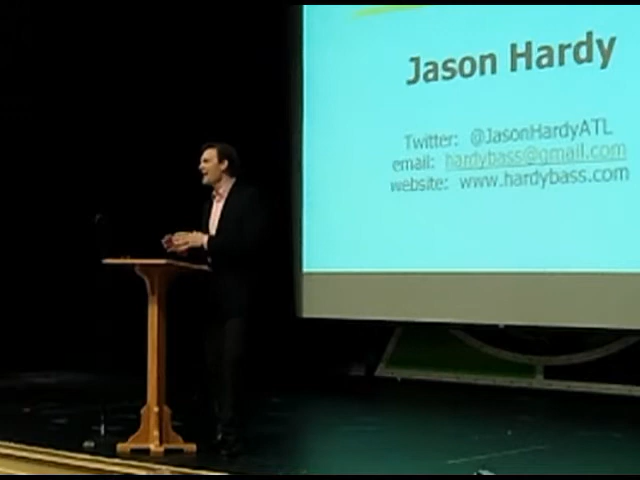 Jason Hardy
Twitter: @JasonHardyATL
email: hardybass@gmail.com
website: www.hardybass.com